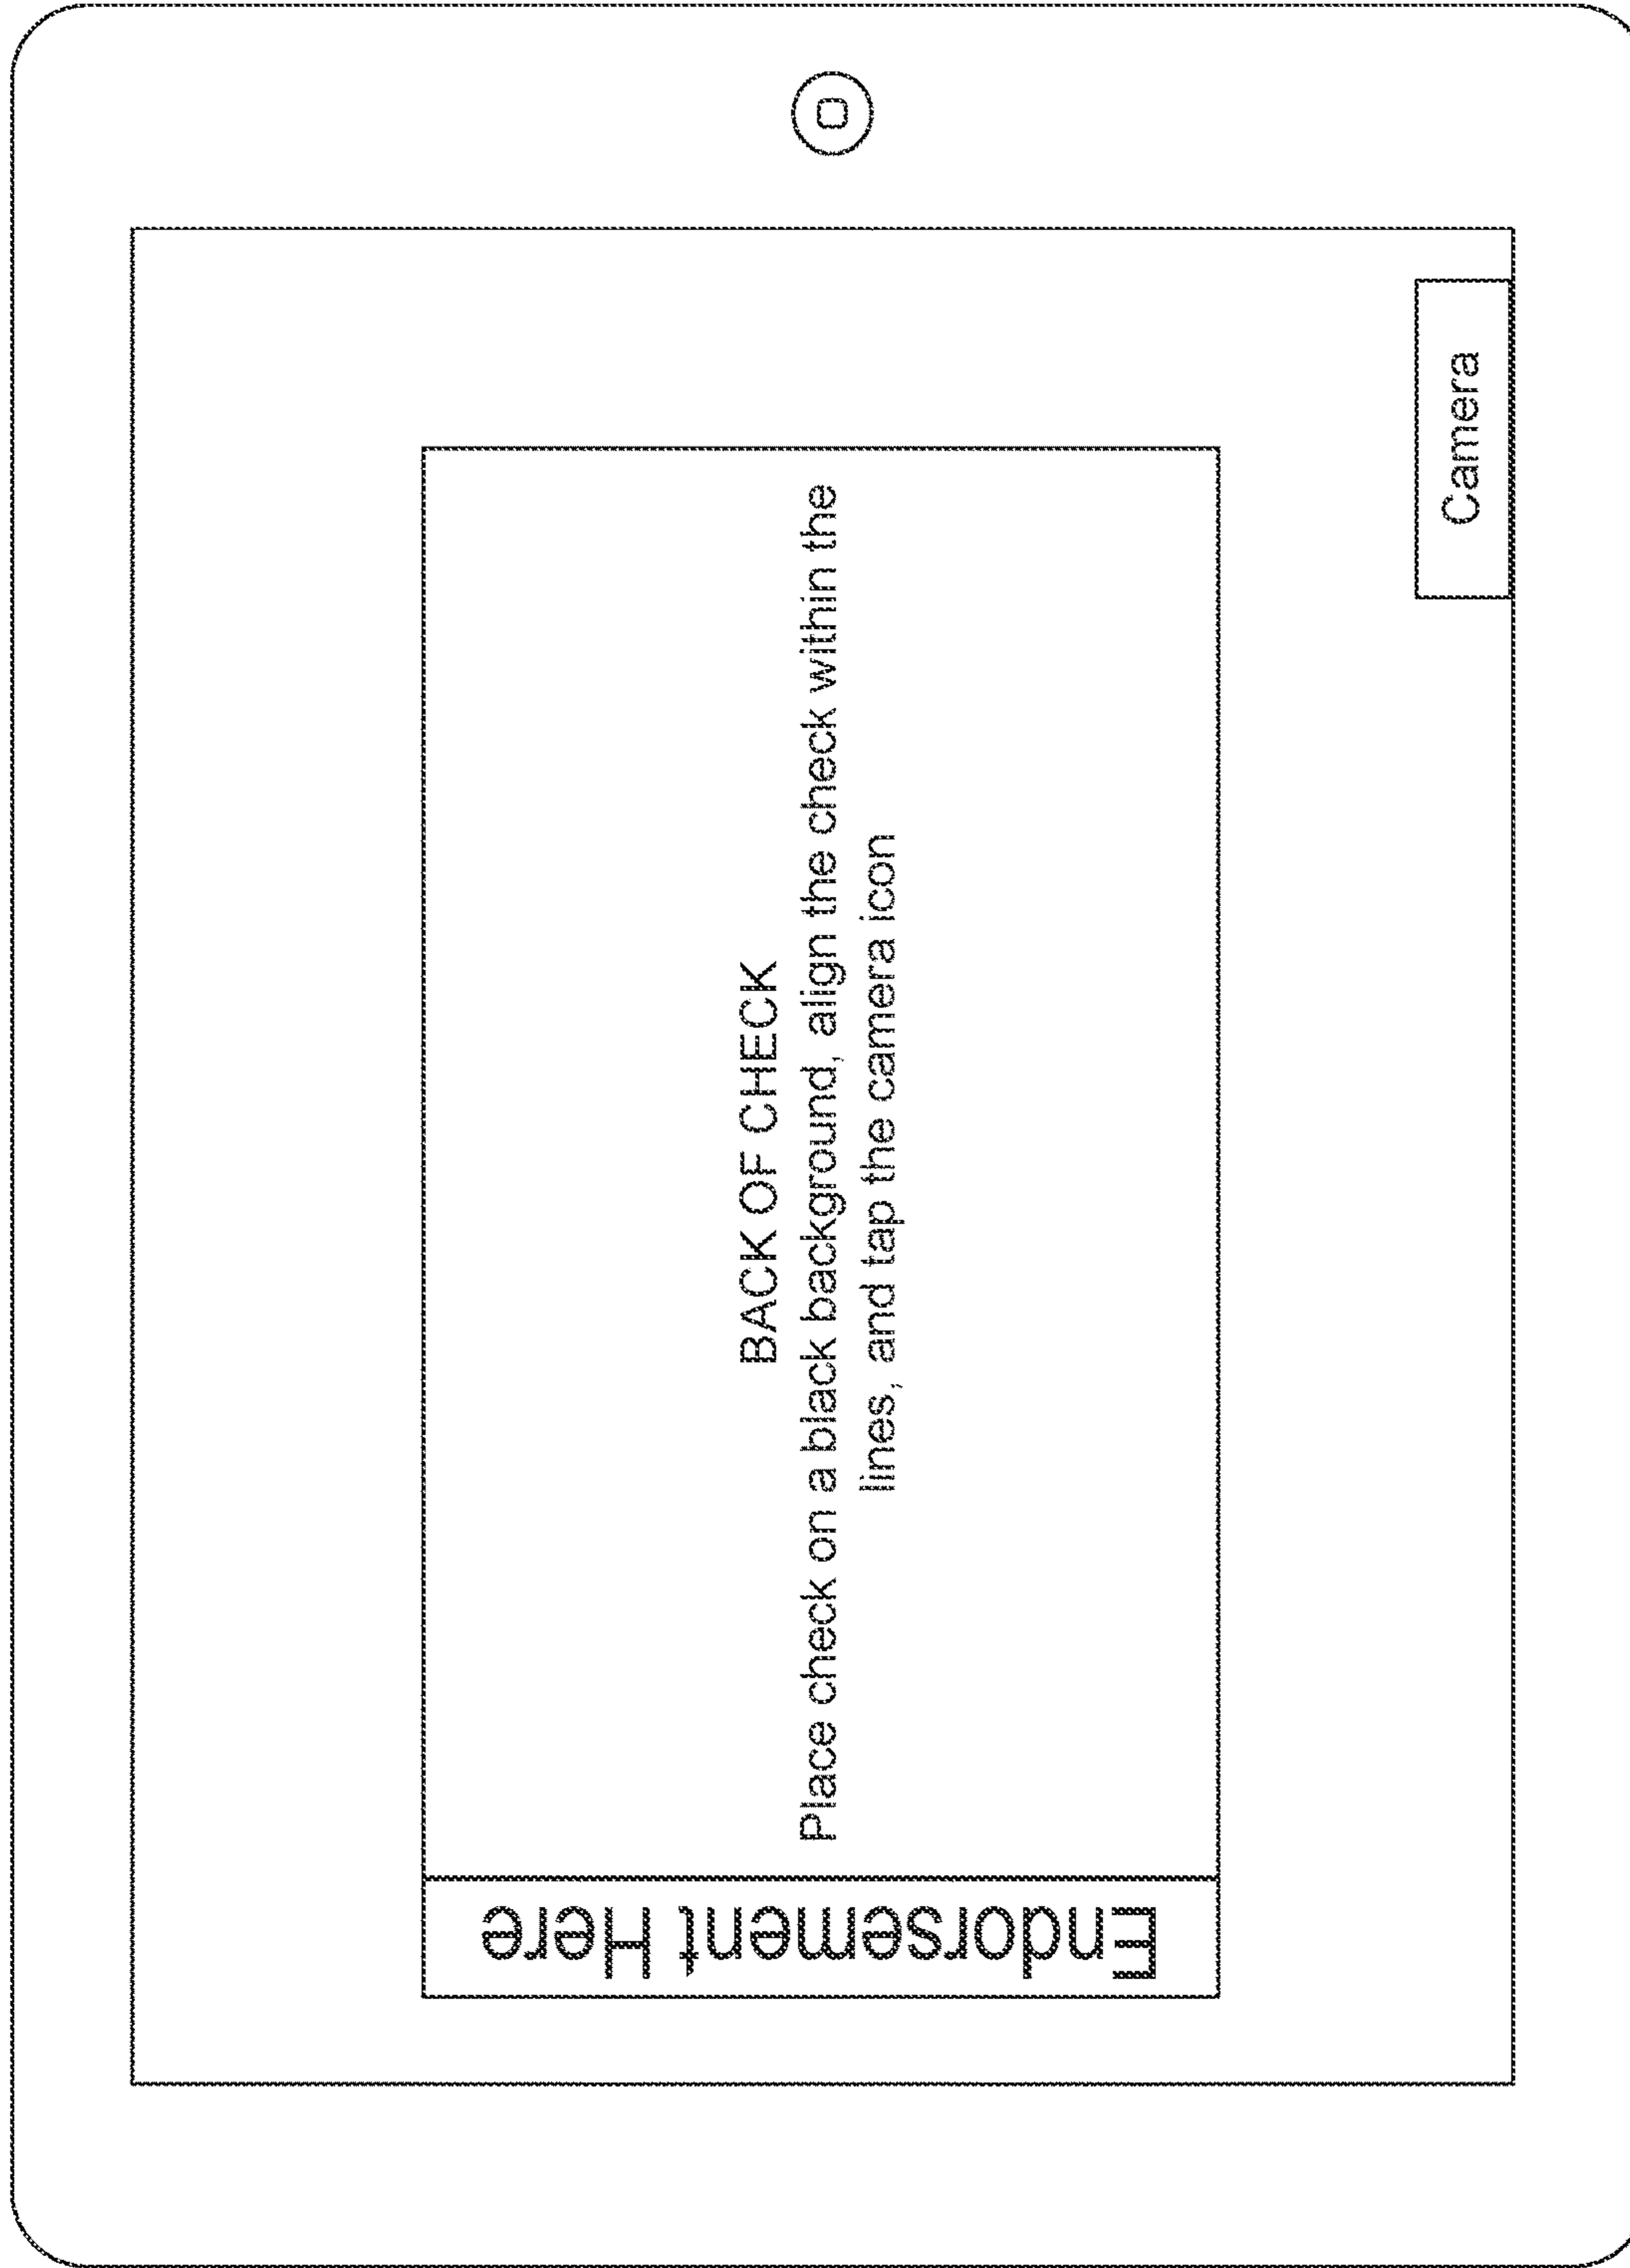 Endorsement Here
BACK OF CHECK
Place check on a black background, align the check within the
lines, and tap the camera icon
Camera